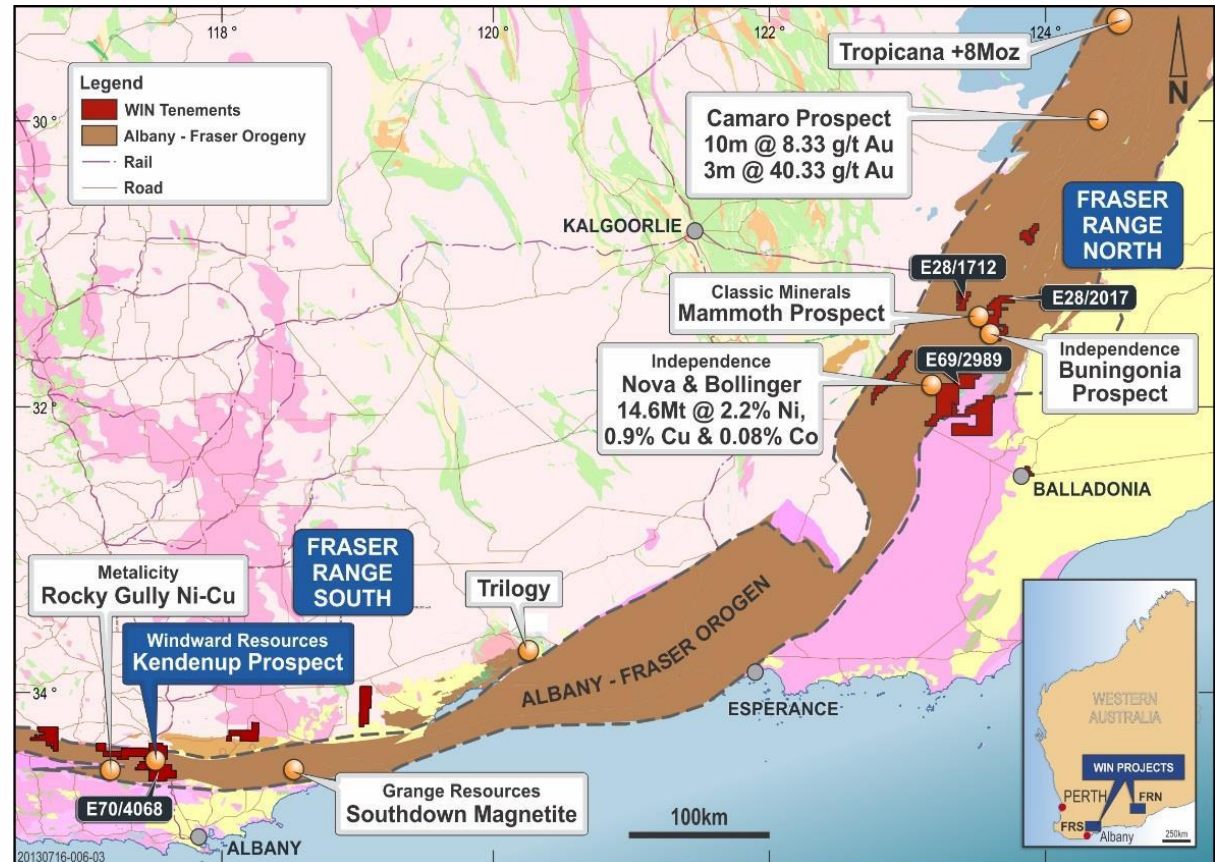 118°
120°
122°
124°
Tropicana +8Moz
N
Legend
WIN Tenements
Albany - Fraser Orogeny
Rail
Road
30°
Camaro Prospect
10m @ 8.33 g/t Au
3m @ 40.33 g/t Au
KALGOORLIE
FRASER
RANGE
NORTH
E28/1712
E28/2017
Classic Minerals
Mammoth Prospect
Independence
Buningonia
Prospect
E69/2989
Independence
Nova & Bollinger
14.6Mt @ 2.2% Ni,
0.9% Cu & 0.08% Co
32°
BALLADONIA
FRASER
RANGE
SOUTH
Metalicity
Rocky Gully Ni-Cu
Trilogy
Windward Resources
Kendenup Prospect
ALBANY - FRASER OROGEN
34°
ESPERANCE
E70/4068
Grange Resources
Southdown Magnetite
100km
ALBANY
20130716-006-03
WESTERN
AUSTRALIA
WIN PROJECTS
PERTH
FRN
FRS
Albany
250km